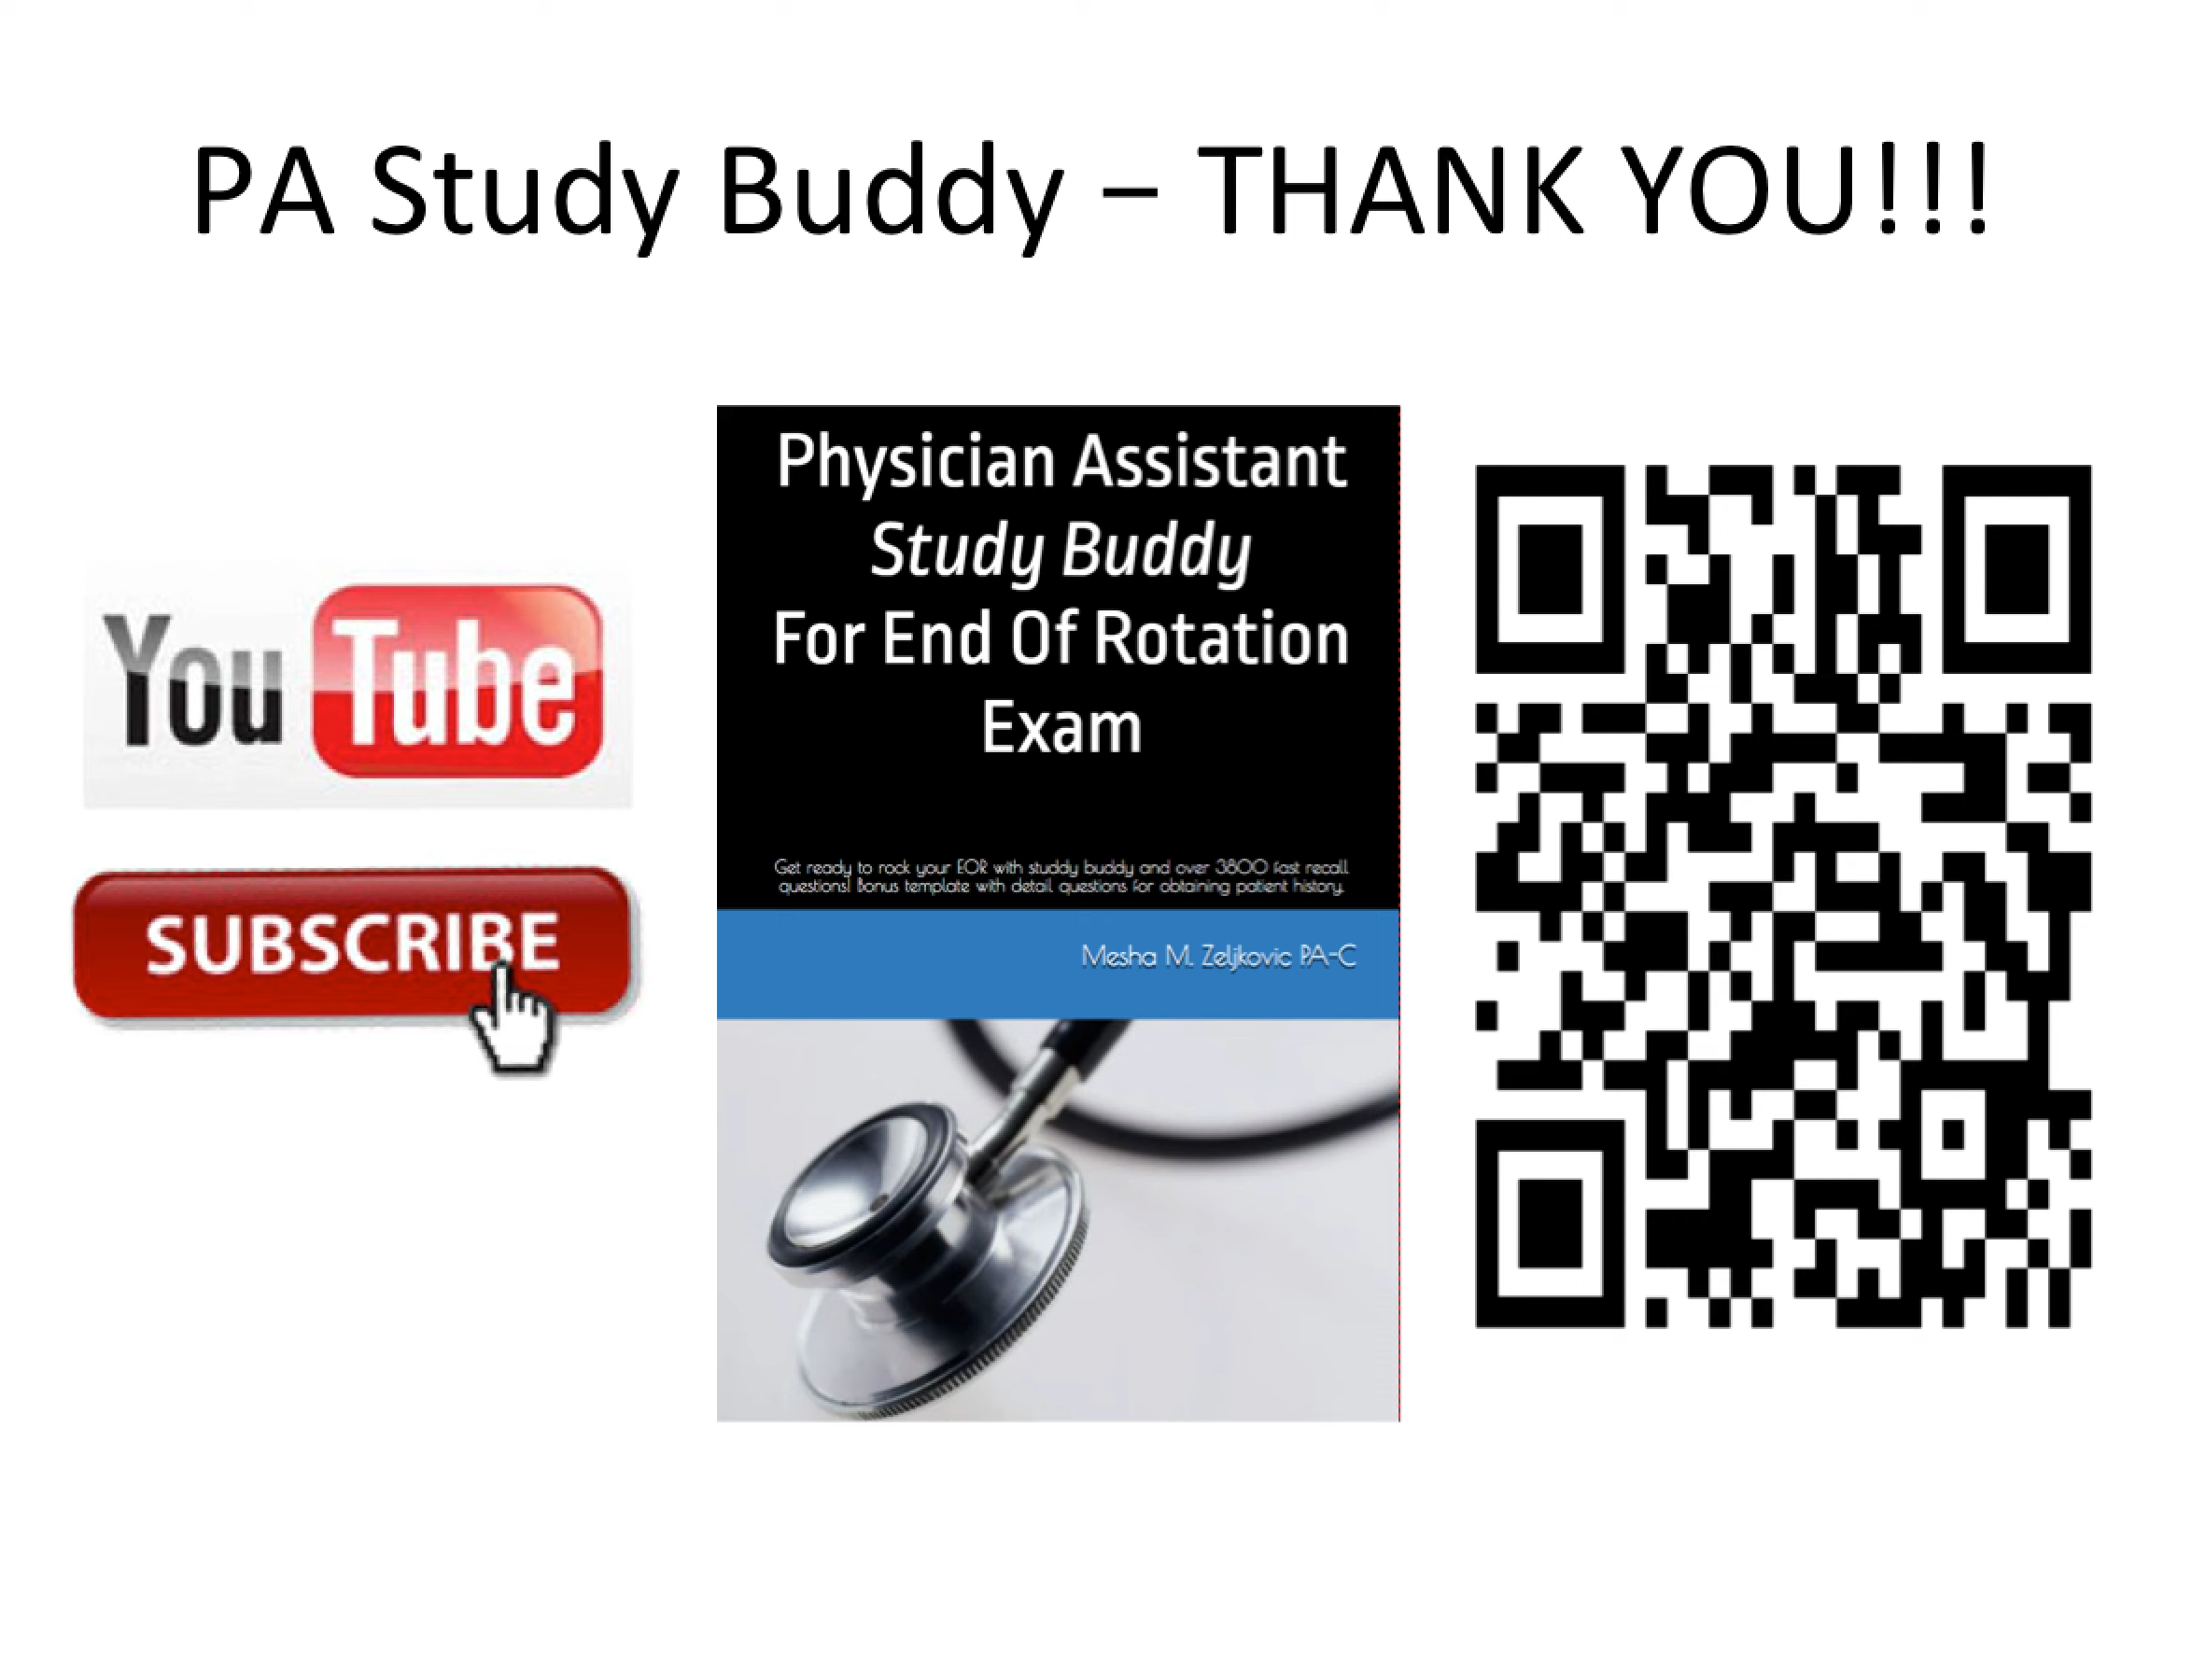 PA Study Buddy – THANK YOU!!!
You Tube
SUBSCRIBE
Physician Assistant
Study Buddy
For End Of Rotation
Exam
Get ready to rock your EOR with studdy buddy and over 3800 fast recall
questions! Bonus template with detail questions for obtaining patient history.
Mesha M. Zeljkovic PA-C